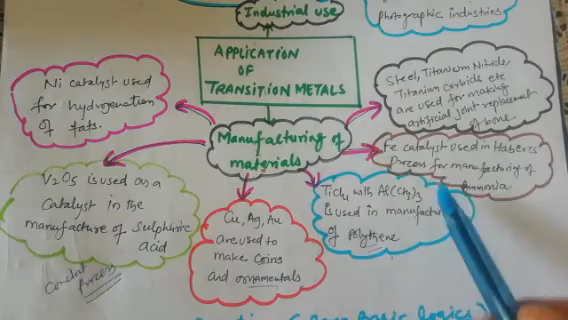 Industrial use
photographic industries
APPLICATION
OF
TRANSITION METALS
Ni catalyst used
for hydrogenation
of fats.
Steel, Titanium Nitride
Titanium Carbide etc
are used for making
artificial joint replacement
of bone.
Manufacturing of
materials
Fe catalyst used in Haber's
Process for manufacturing of
Ammonia.
V2O5 is used as a
Catalyst in the
manufacture of Sulphuric
acid
Contact
Process
Cu, Ag, Au
are used to
make Coins
and ornamentals
TiCl4 with Al(CH3)3
is used in manufacture
of polythene